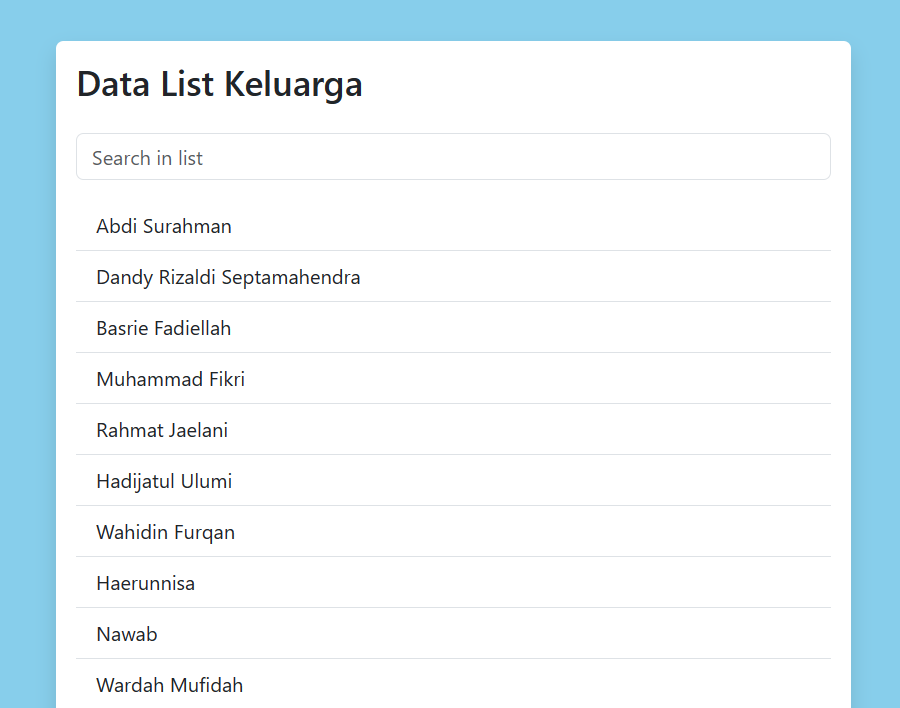 Data List Keluarga
Search in list
Abdi Surahman
Dandy Rizaldi Septamahendra
Basrie Fadiellah
Muhammad Fikri
Rahmat Jaelani
Hadijatul Ulumi
Wahidin Furqan
Haerunnisa
Nawab
Wardah Mufidah